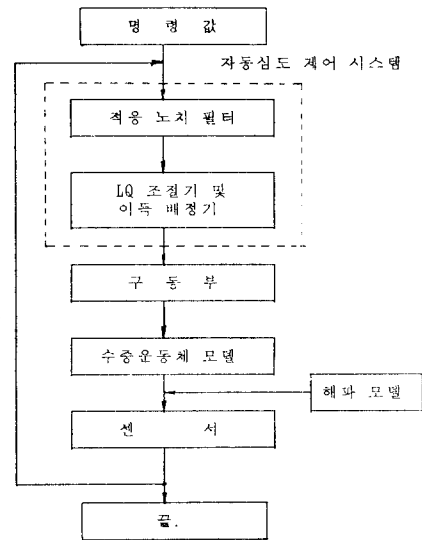 명 령 값
자동심도 제어 시스템
적응 노치 필터
LQ 조절기 및
이득 배정기
구 동 부
수중운동체 모델
해파 모델
센 서
끝.